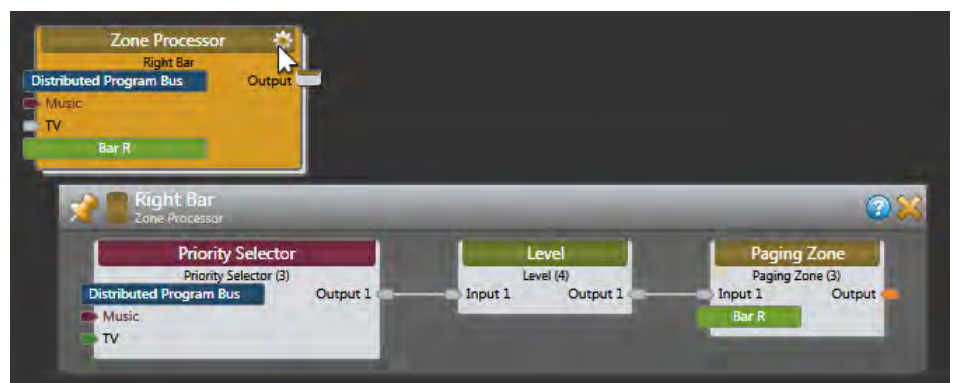 Zone Processor
Right Bar
Distributed Program Bus
Output
Music
TV
Bar R
Right Bar
Zone Processor
Priority Selector
Priority Selector (3)
Distributed Program Bus
Output 1
Music
TV
Level
Level (4)
Input 1
Output 1
Paging Zone
Paging Zone (3)
Input 1
Output
Bar R